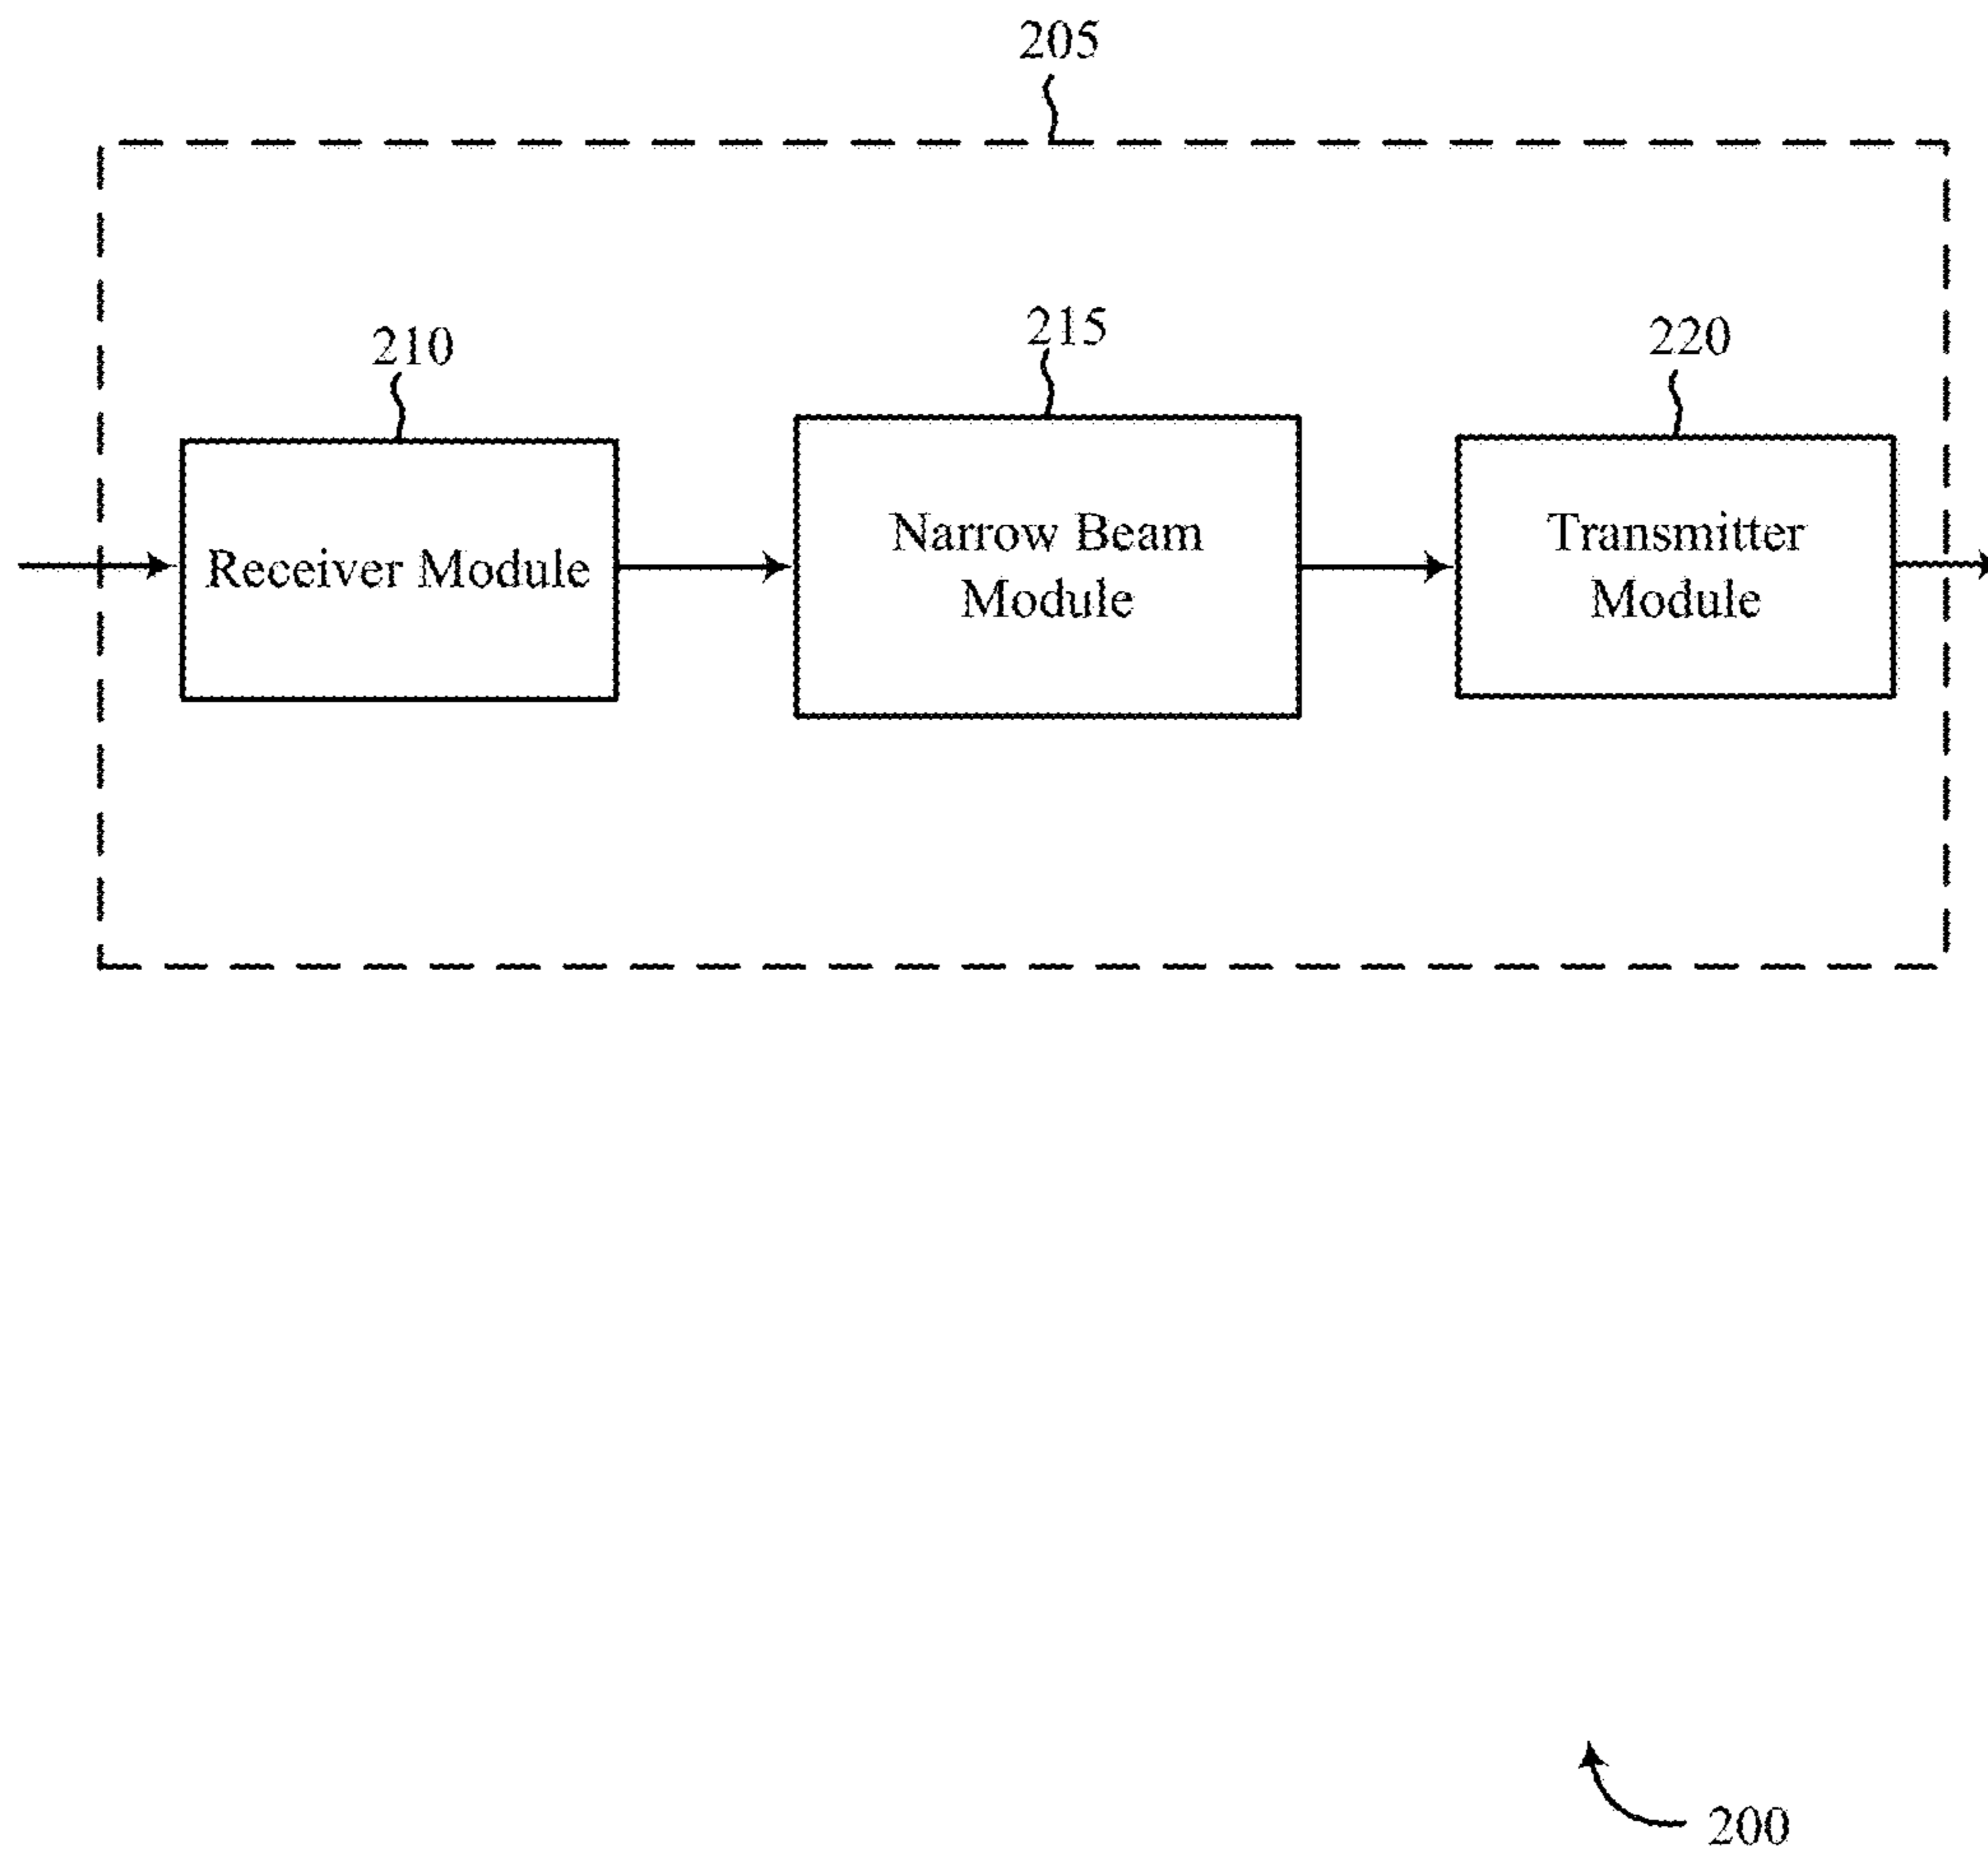 205
210
215
220
Receiver Module
Narrow Beam
Module
Transmitter
Module
200